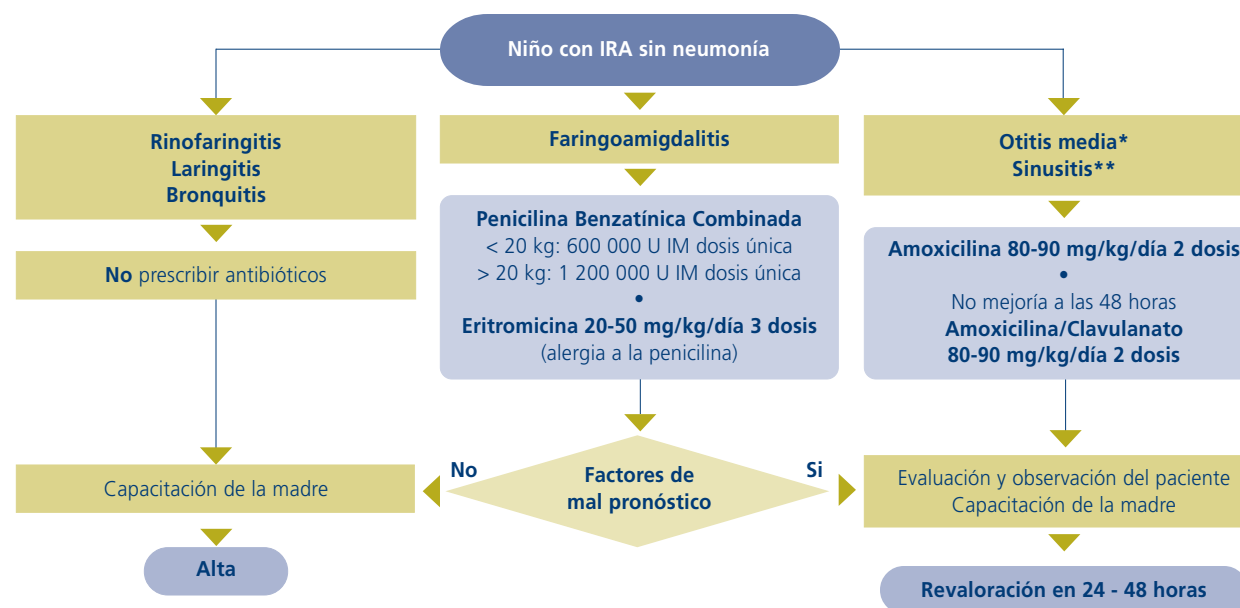 Niño con IRA sin neumonía
Rinofaringitis
Laringitis
Bronquitis
No prescribir antibióticos
Faringoamigdalitis
Penicilina Benzatínica Combinada
< 20 kg: 600 000 U IM dosis única
> 20 kg: 1 200 000 U IM dosis única
•
Eritromicina 20-50 mg/kg/día 3 dosis
(alergia a la penicilina)
Otitis media*
Sinusitis**
Amoxicilina 80-90 mg/kg/día 2 dosis
•
No mejoría a las 48 horas
Amoxicilina/Clavulanato
80-90 mg/kg/día 2 dosis
Capacitación de la madre
No
Factores de
mal pronóstico
Si
Evaluación y observación del paciente
Capacitación de la madre
Alta
Revaloración en 24 - 48 horas